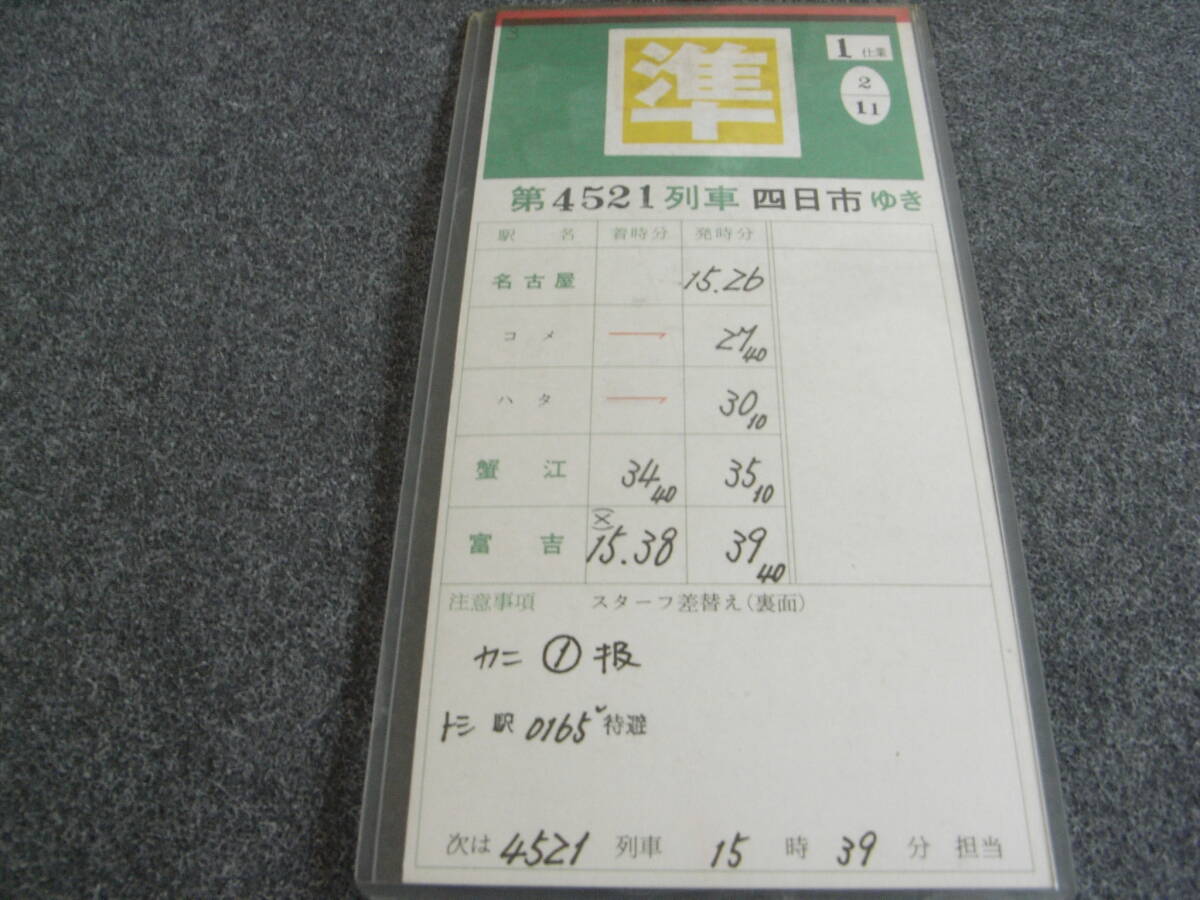 準
1 仕業
2
11
第4521列車 四日市ゆき
駅名 着時分 発時分
名古屋 15.26
コメ 27 40
ハタ 30 10
蟹江 34 40 35 10
富吉 (×) 15.38 39 40
注意事項 スターフ差替え(裏面)
カニ ① 扱
トミ 駅 0165 待避
次は 4521 列車 15 時 39 分 担当